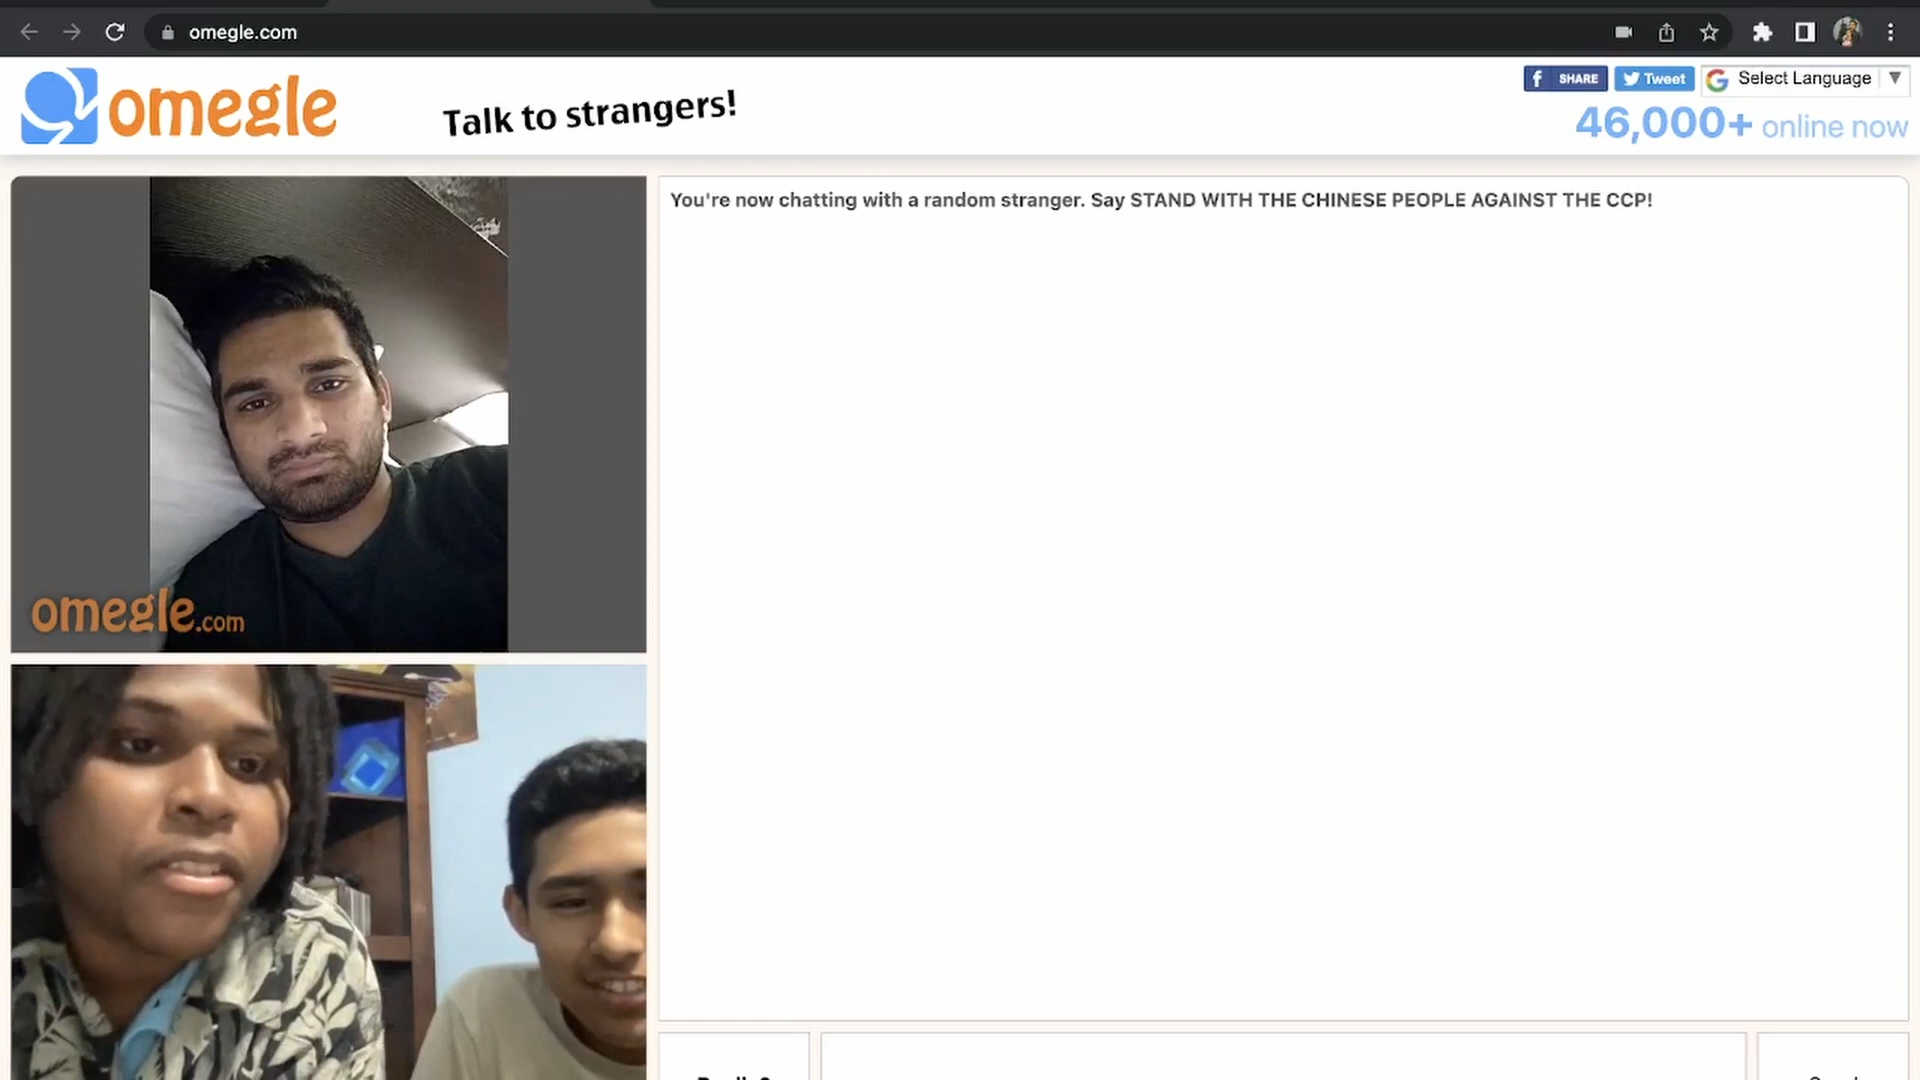 omegle.com
omegle
Talk to strangers!
SHARE
Tweet
Select Language
46,000+ online now
You're now chatting with a random stranger. Say STAND WITH THE CHINESE PEOPLE AGAINST THE CCP!
omegle.com